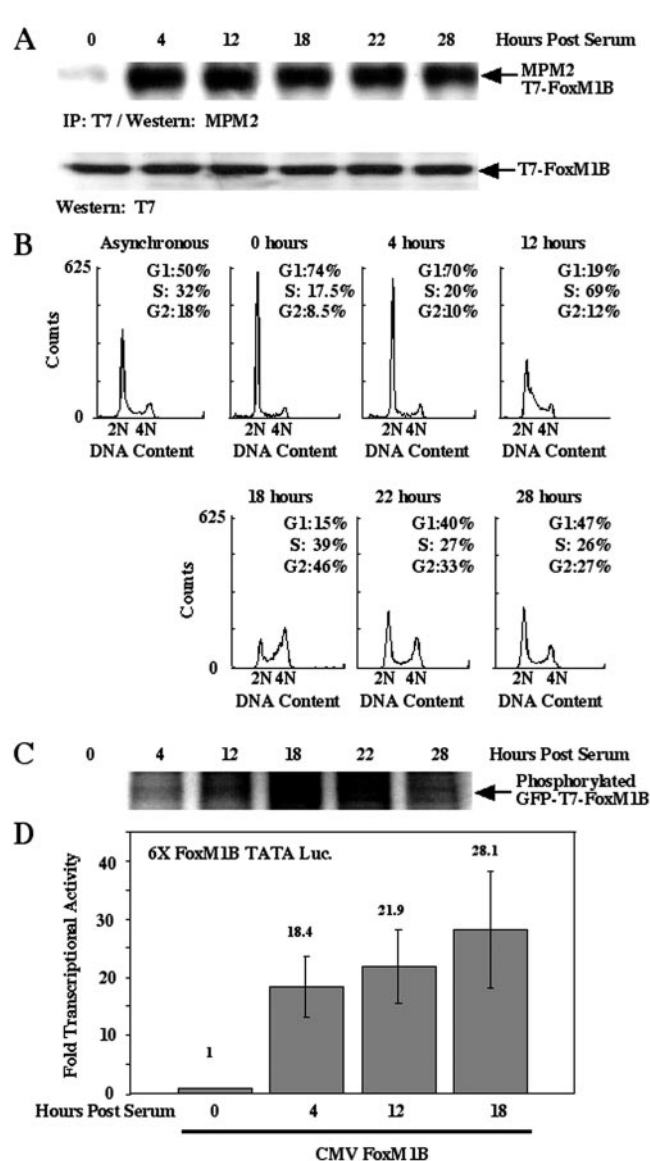 A 0 4 12 18 22 28 Hours Post Serum
MPM2
T7-FoxM1B
IP: T7 / Western: MPM2
T7-FoxM1B
Western: T7
B Asynchronous 0 hours 4 hours 12 hours
625 G1:50% G1:74% G1:70% G1:19%
S: 32% S: 17.5% S: 20% S: 69%
G2:18% G2:8.5% G2:10% G2:12%
Counts
0
2N 4N 2N 4N 2N 4N 2N 4N
DNA Content DNA Content DNA Content DNA Content
18 hours 22 hours 28 hours
625 G1:15% G1:40% G1:47%
S: 39% S: 27% S: 26%
G2:46% G2:33% G2:27%
Counts
0
2N 4N 2N 4N 2N 4N
DNA Content DNA Content DNA Content
C 0 4 12 18 22 28 Hours Post Serum
Phosphorylated
GFP-T7-FoxM1B
D
6X FoxM1B TATA Luc.
Fold Transcriptional Activity
40
30
20
10
0
1 18.4 21.9 28.1
Hours Post Serum 0 4 12 18
CMV FoxM1B